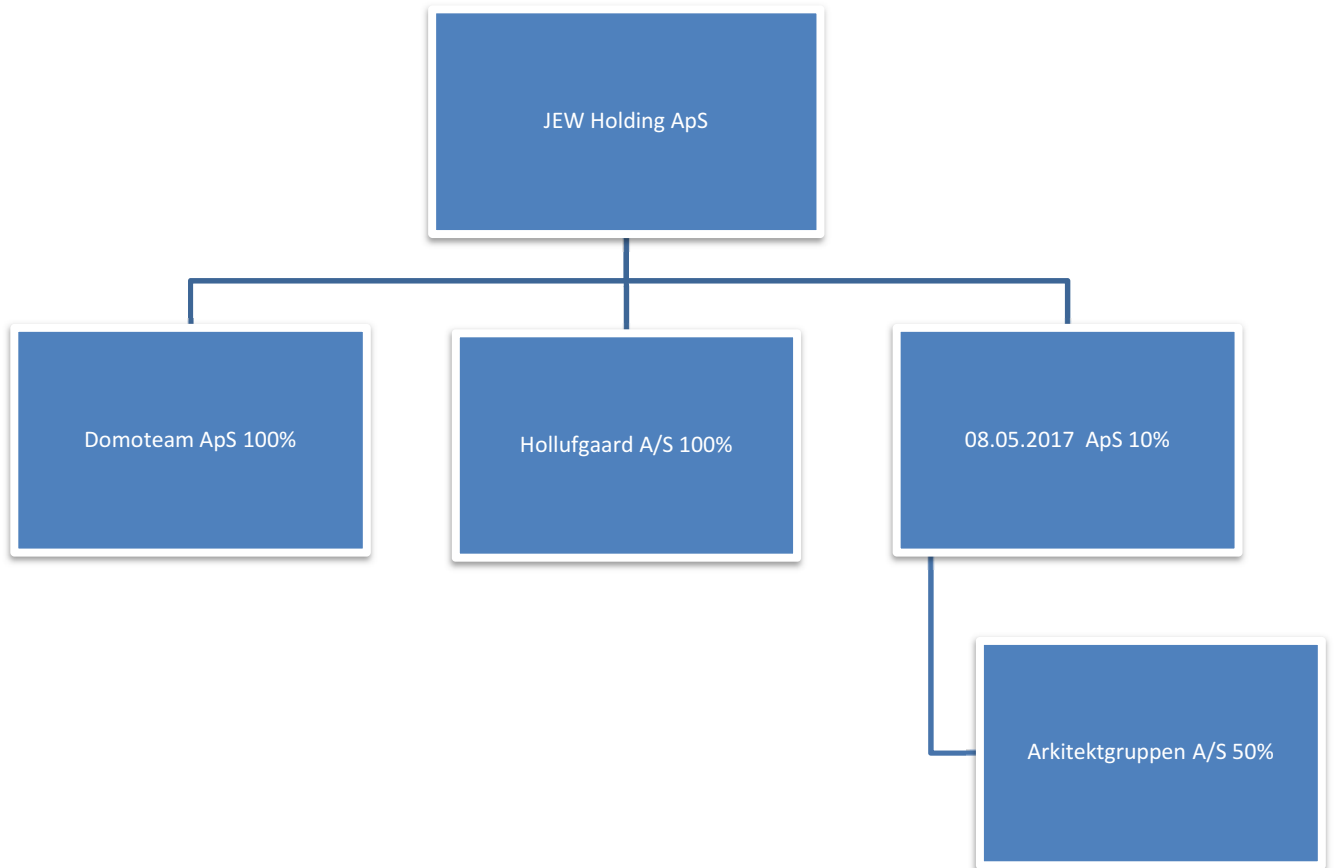 JEW Holding ApS
Domoteam ApS 100%
Hollufgaard A/S 100%
08.05.2017  ApS 10%
Arkitektgruppen A/S 50%